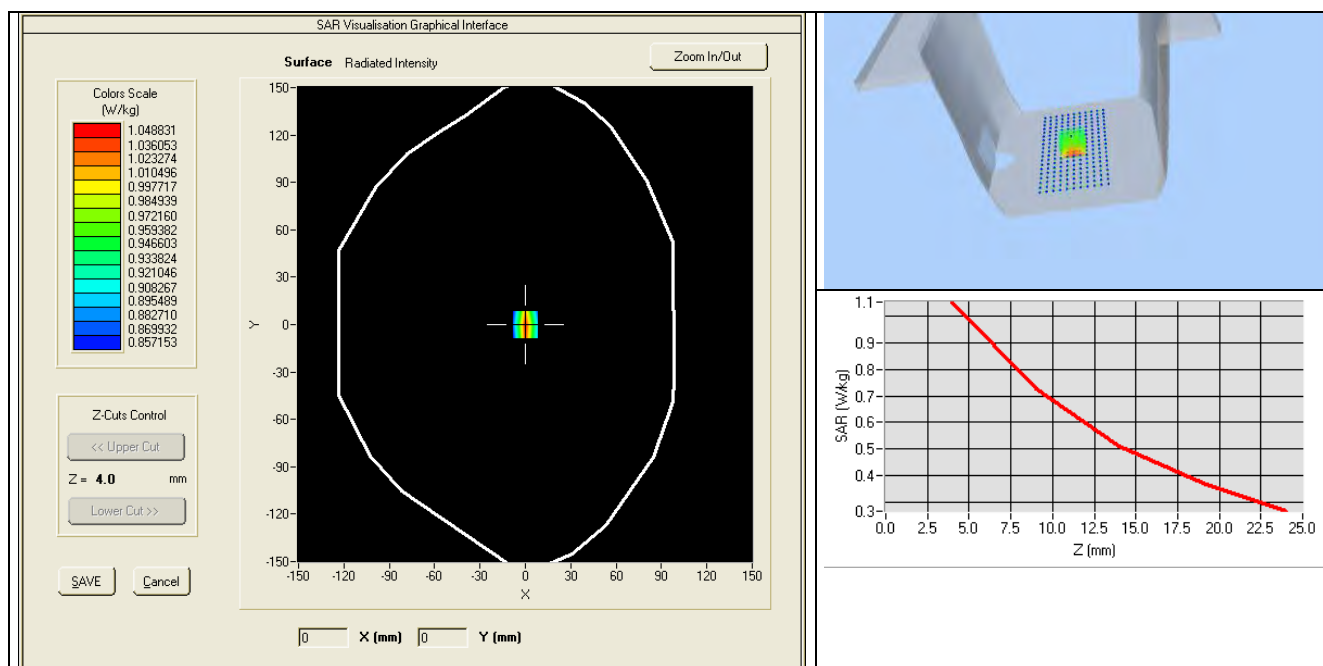 SAR Visualisation Graphical Interface
Surface Radiated Intensity
Zoom In/Out
Colors Scale
(W/kg)
1.048831
1.036053
1.023274
1.010496
0.997717
0.984939
0.972160
0.959382
0.946603
0.933824
0.921046
0.908267
0.895489
0.882710
0.869932
0.857153
Z-Cuts Control
<< Upper Cut
Z = 4.0 mm
Lower Cut >>
SAVE
Cancel
150
120
90
60
30
0
-30
-60
-90
-120
-150
Y
-150 -120 -90 -60 -30 0 30 60 90 120 150
X
0 X (mm) 0 Y (mm)
1.1
0.9
0.8
0.7
0.5
0.4
0.3
SAR (W/kg)
0.0 2.5 5.0 7.5 10.0 12.5 15.0 17.5 20.0 22.5 25.0
Z (mm)